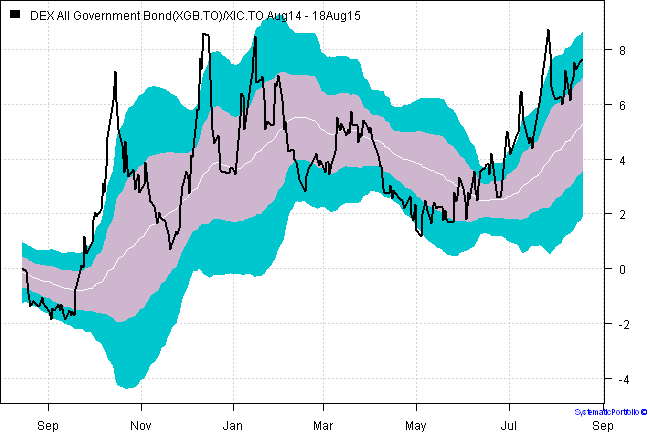 DEX All Government Bond(XGB.TO)/XIC.TO Aug14 - 18Aug15
8
6
4
2
0
-2
-4
SystematicPortfolio ©
Sep Nov Jan Mar May Jul Sep